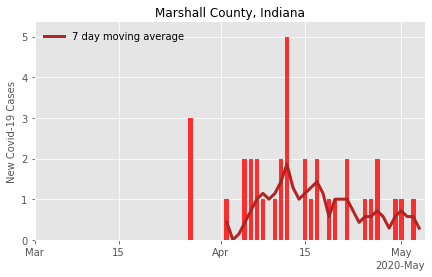 Marshall County, Indiana
7 day moving average
New Covid-19 Cases
5
4
3
2
1
0
Mar
15
Apr
15
May
2020-May